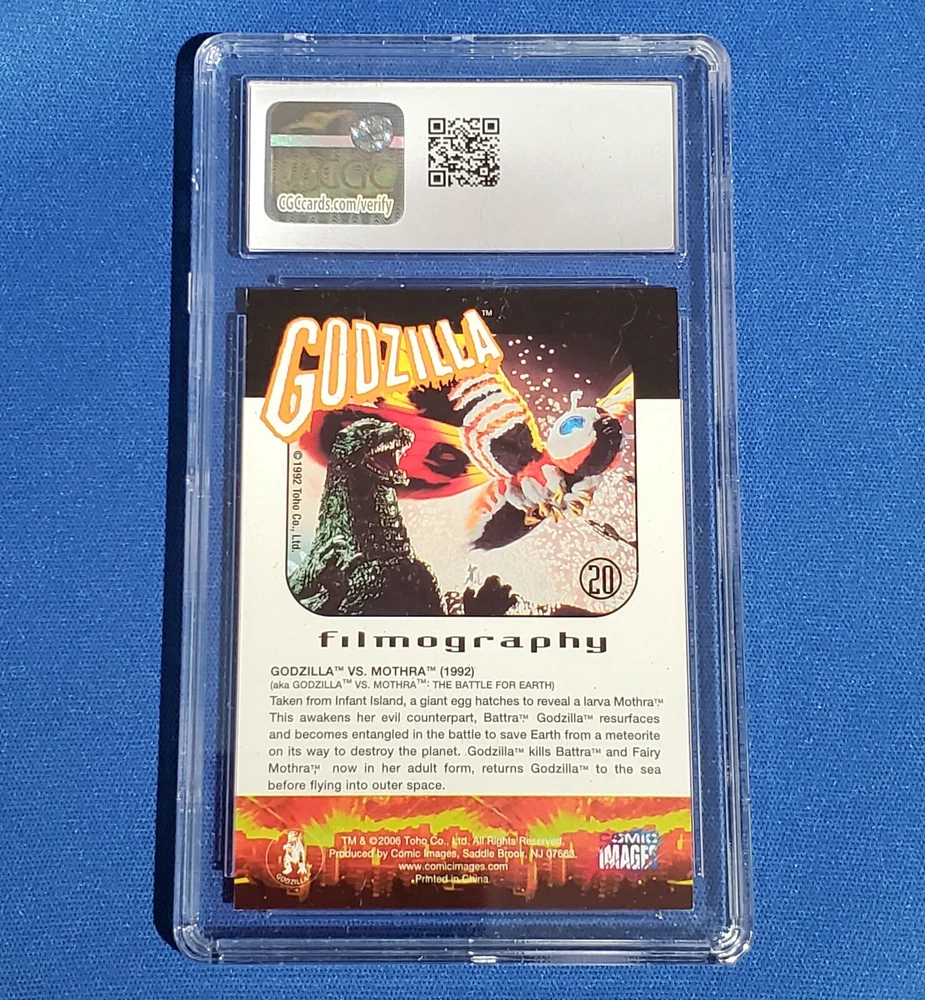 CGCcards.com/verify
GODZILLA™
©1992 Toho Co., Ltd.
20
filmography
GODZILLA™ VS. MOTHRA™ (1992)
(aka GODZILLA™ VS. MOTHRA™: THE BATTLE FOR EARTH)
Taken from Infant Island, a giant egg hatches to reveal a larva Mothra™
This awakens her evil counterpart, Battra™ Godzilla™ resurfaces
and becomes entangled in the battle to save Earth from a meteorite
on its way to destroy the planet. Godzilla™ kills Battra™ and Fairy
Mothra™ now in her adult form, returns Godzilla™ to the sea
before flying into outer space.
TM & ©2006 Toho Co., Ltd. All Rights Reserved.
Produced by Comic Images, Saddle Brook, NJ 07663.
www.comicimages.com
Printed in China.
GODZILLA
COMIC
IMAGES